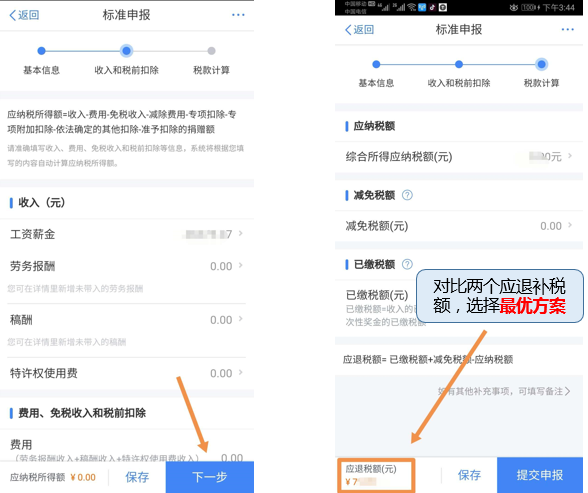 返回
标准申报
基本信息
收入和税前扣除
税款计算
应纳税所得额=收入-费用-免税收入-减除费用-专项扣除-专
项附加扣除-依法确定的其他扣除-准予扣除的捐赠额
请准确填写收入、费用、免税收入和税前扣除等信息，系统将根据您填
写的内容自动计算应纳税所得额。
收入（元）
工资薪金
7
劳务报酬
0.00
您可在详情里新增未带入的劳务报酬
稿酬
0.00
您可在详情里新增未带入的稿酬
特许权使用费
0.00
费用、免税收入和税前扣除
费用
（劳务报酬收入+稿酬收入+特许权使用费收入）
0.00
应纳税所得额 ¥0.00
保存
下一步
中国移动 HD
中国电信
100
下午3:44
返回
标准申报
基本信息
收入和税前扣除
税款计算
应纳税额
综合所得应纳税额(元)
0元
减免税额
减免税额(元)
0.00
已缴税额
已缴税额(元)
已缴税额=收入的
次性奖金的已缴税额
对比两个应退补税
额，选择最优方案
应退税额= 已缴税额+减免税额-应纳税额
如有其他补充事项，可填写备注
应退税额(元)
¥7
保存
提交申报